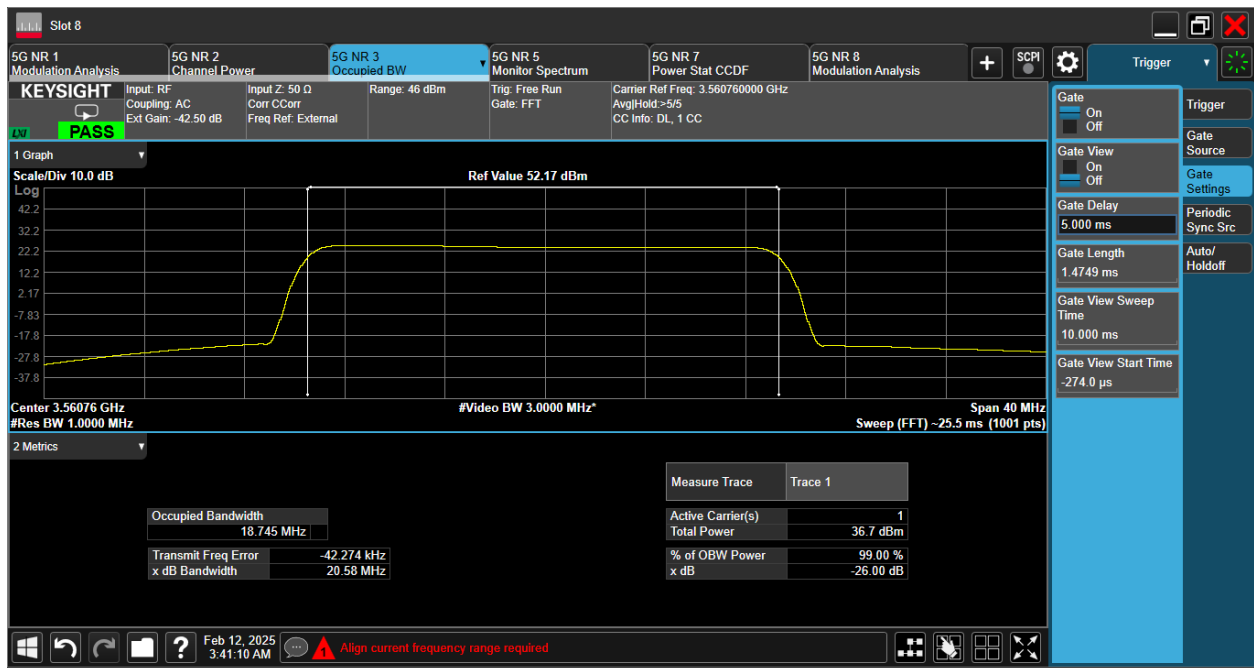 Slot 8
5G NR 1
Modulation Analysis
5G NR 2
Channel Power
5G NR 3
Occupied BW
5G NR 5
Monitor Spectrum
5G NR 7
Power Stat CCDF
5G NR 8
Modulation Analysis
SCPI
Trigger
KEYSIGHT
LXI
PASS
Input: RF
Coupling: AC
Ext Gain: -42.50 dB
Input Z: 50 Ω
Corr CCorr
Freq Ref: External
Range: 46 dBm
Trig: Free Run
Gate: FFT
Carrier Ref Freq: 3.560760000 GHz
Avg|Hold:>5/5
CC Info: DL, 1 CC
1 Graph
Scale/Div 10.0 dB
Ref Value 52.17 dBm
Log
42.2
32.2
22.2
12.2
2.17
-7.83
-17.8
-27.8
-37.8
Center 3.56076 GHz
#Video BW 3.0000 MHz*
Span 40 MHz
#Res BW 1.0000 MHz
Sweep (FFT) ~25.5 ms (1001 pts)
2 Metrics
Measure Trace
Trace 1
Occupied Bandwidth
18.745 MHz
Active Carrier(s) 1
Total Power 36.7 dBm
Transmit Freq Error -42.274 kHz
x dB Bandwidth 20.58 MHz
% of OBW Power 99.00 %
x dB -26.00 dB
Gate
On
Off
Gate View
On
Off
Gate Delay
5.000 ms
Gate Length
1.4749 ms
Gate View Sweep
Time
10.000 ms
Gate View Start Time
-274.0 µs
Trigger
Gate
Source
Gate
Settings
Periodic
Sync Src
Auto/
Holdoff
?
Feb 12, 2025
3:41:10 AM
1
Align current frequency range required